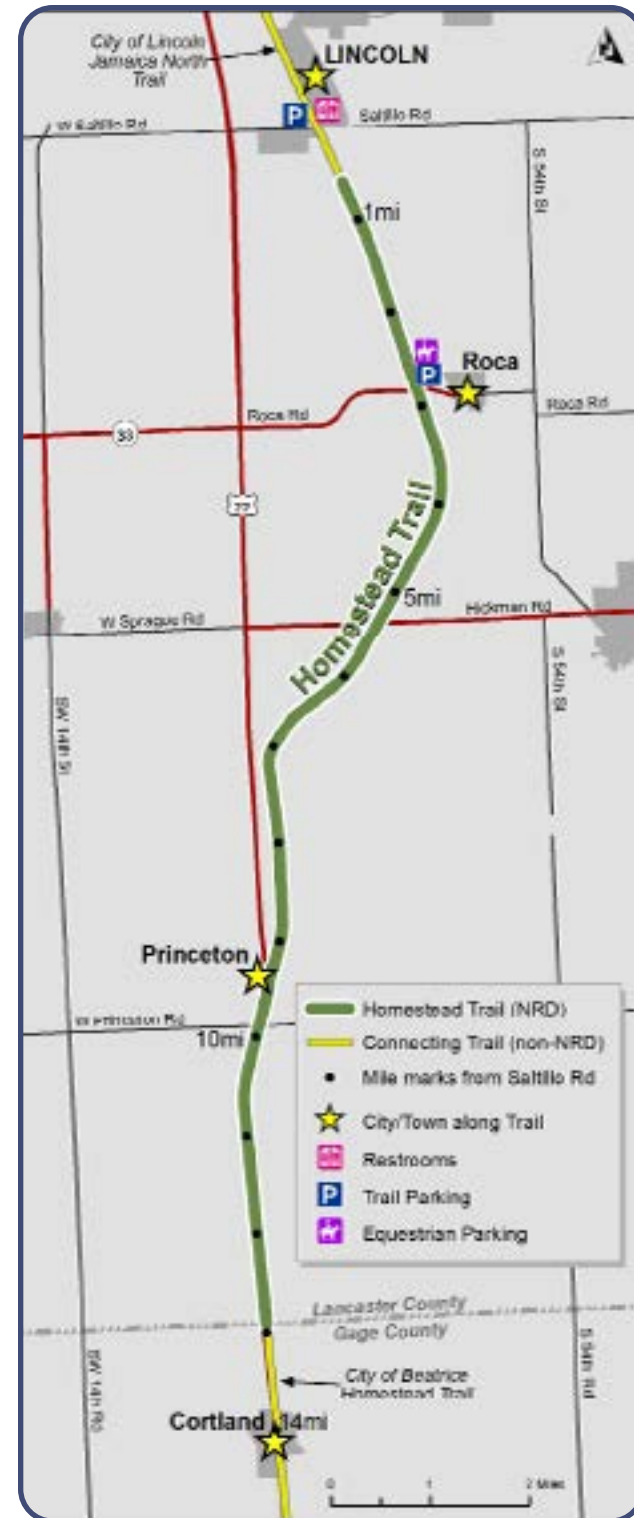 City of Lincoln
Jamaica North
Trail
LINCOLN
P
W Saltillo Rd
Saltillo Rd
S 54th St
1mi
Roca
P
Roca Rd
Roca Rd
33
77
Homestead Trail
5mi
Hickman Rd
W Sprague Rd
S 54th St
SW 14th St
Princeton
W Princeton Rd
10mi
Homestead Trail (NRD)
Connecting Trail (non-NRD)
Mile marks from Saltillo Rd
City/Town along Trail
Restrooms
P Trail Parking
Equestrian Parking
Lancaster County
Gage County
SW 14th Rd
S 54th Rd
City of Beatrice
Homestead Trail
Cortland 14mi
0 1 2 Miles